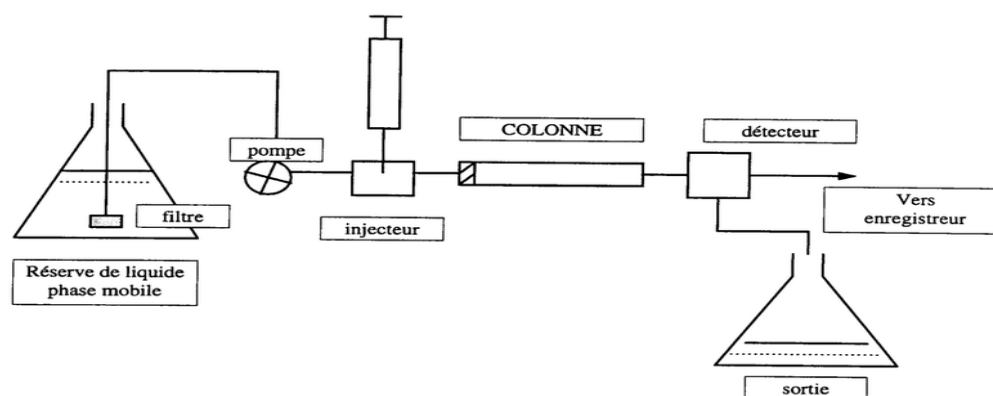 COLONNE
détecteur
pompe
Vers
enregistreur
filtre
injecteur
Réserve de liquide
phase mobile
sortie